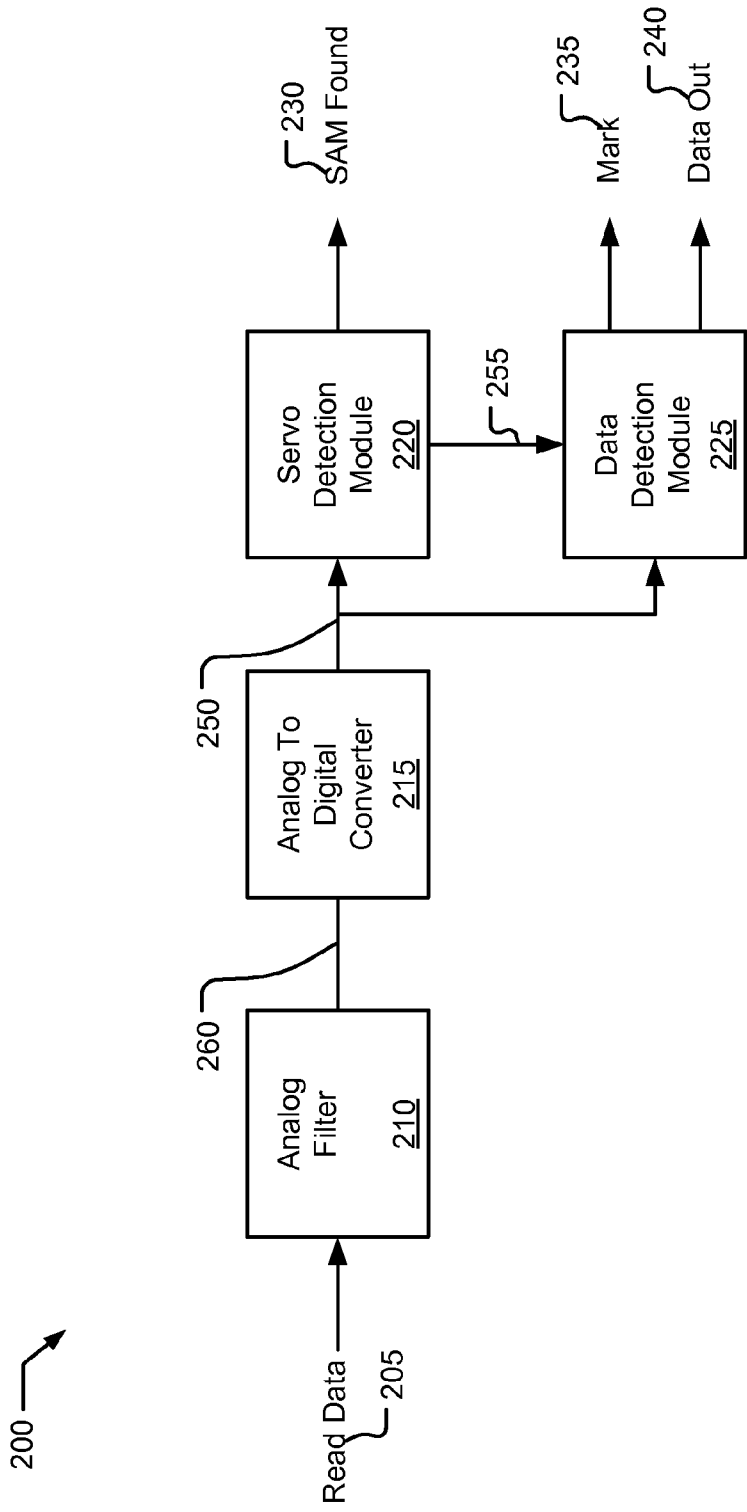 200
Read Data
205
Analog
Filter
210
260
Analog To
Digital
Converter
215
250
Servo
Detection
Module
220
230
SAM Found
255
Data
Detection
Module
225
235
Mark
240
Data Out